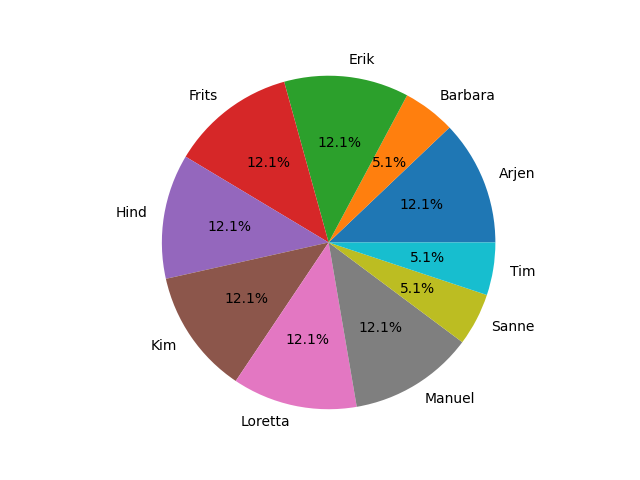 Erik
Frits
Barbara
12.1%
12.1%
5.1%
Arjen
12.1%
Hind
12.1%
5.1%
Tim
12.1%
5.1%
Sanne
12.1%
12.1%
Kim
Manuel
Loretta